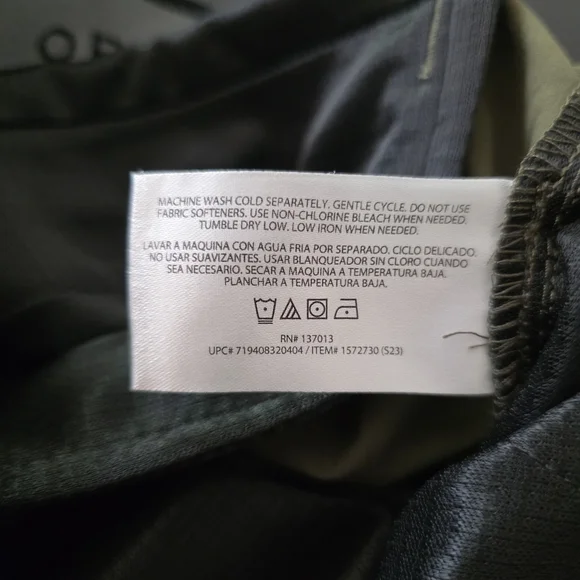 MACHINE WASH COLD SEPARATELY. GENTLE CYCLE. DO NOT USE
FABRIC SOFTENERS. USE NON-CHLORINE BLEACH WHEN NEEDED.
TUMBLE DRY LOW. LOW IRON WHEN NEEDED.
LAVAR A MAQUINA CON AGUA FRIA POR SEPARADO. CICLO DELICADO.
NO USAR SUAVIZANTES. USAR BLANQUEADOR SIN CLORO CUANDO
SEA NECESARIO. SECAR A MAQUINA A TEMPERATURA BAJA.
PLANCHAR A TEMPERATURA BAJA.
RN# 137013
UPC# 719408320404 / ITEM# 1572730 (S23)